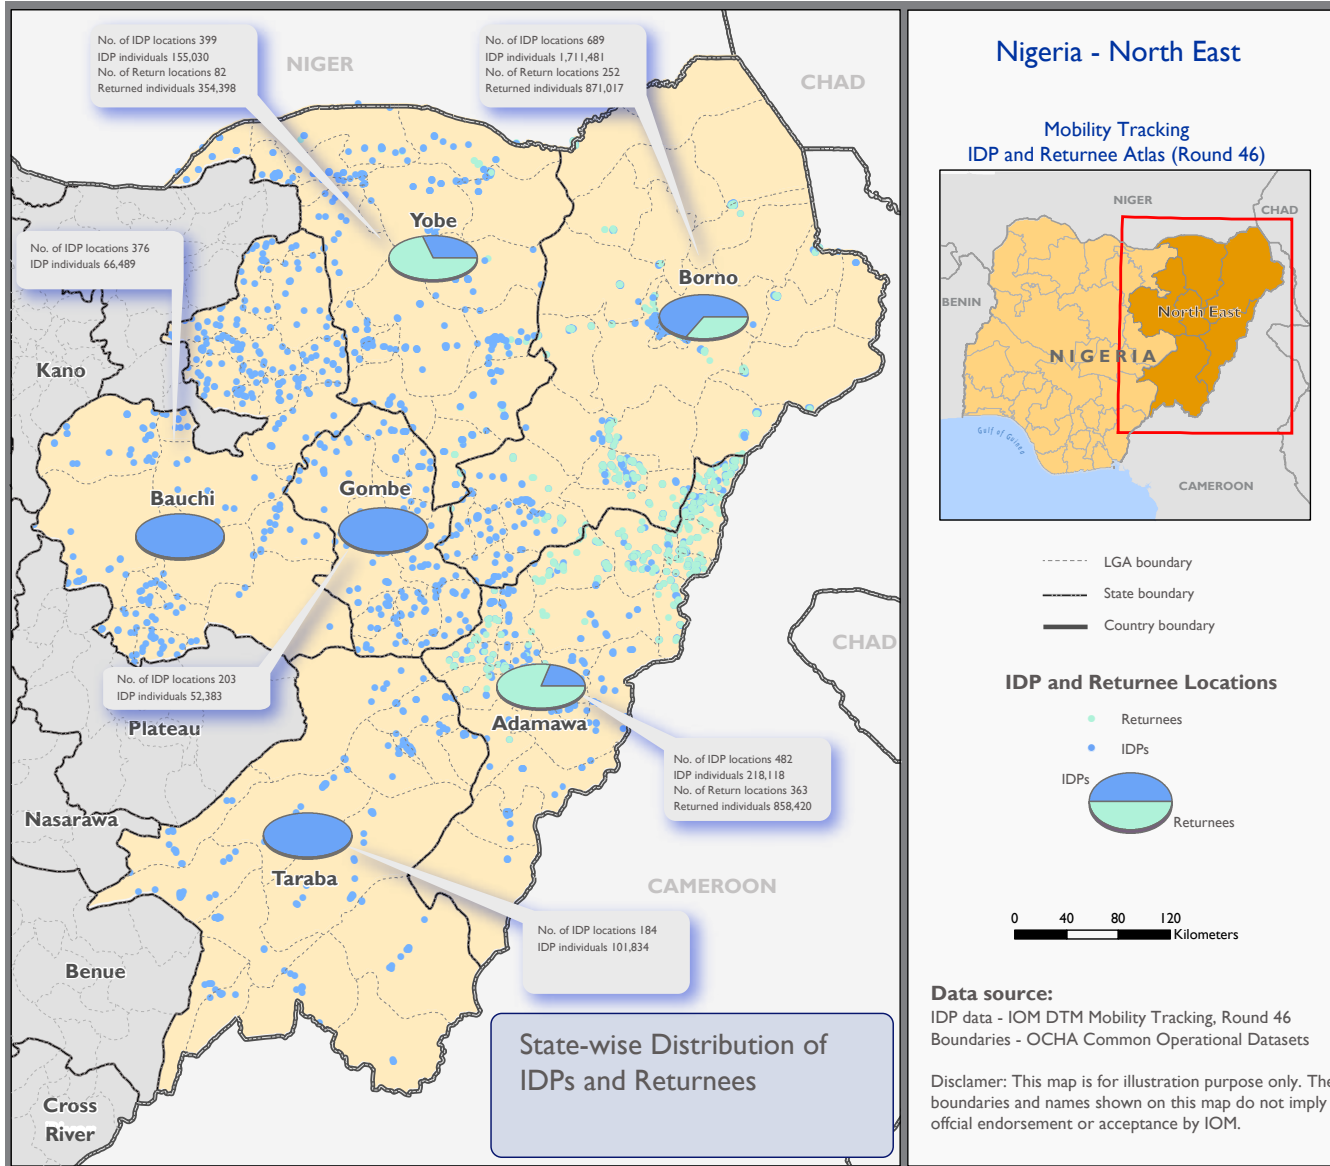 No. of IDP locations 399
IDP individuals 155,030
No. of Return locations 82
Returned individuals 354,398
No. of IDP locations 689
IDP individuals 1,711,481
No. of Return locations 252
Returned individuals 871,017
NIGER
CHAD
Yobe
No. of IDP locations 376
IDP individuals 66,489
Borno
Kano
Bauchi
Gombe
CHAD
No. of IDP locations 203
IDP individuals 52,383
Plateau
Adamawa
No. of IDP locations 482
IDP individuals 218,118
No. of Return locations 363
Returned individuals 858,420
Nasarawa
Taraba
CAMEROON
No. of IDP locations 184
IDP individuals 101,834
Benue
State-wise Distribution of
IDPs and Returnees
Cross
River
Nigeria - North East
Mobility Tracking
IDP and Returnee Atlas (Round 46)
NIGER
CHAD
BENIN
North East
NIGERIA
Gulf of Guinea
CAMEROON
LGA boundary
State boundary
Country boundary
IDP and Returnee Locations
Returnees
IDPs
IDPs
Returnees
0 40 80 120
Kilometers
Data source:
IDP data - IOM DTM Mobility Tracking, Round 46
Boundaries - OCHA Common Operational Datasets
Disclamer: This map is for illustration purpose only. The
boundaries and names shown on this map do not imply
offcial endorsement or acceptance by IOM.